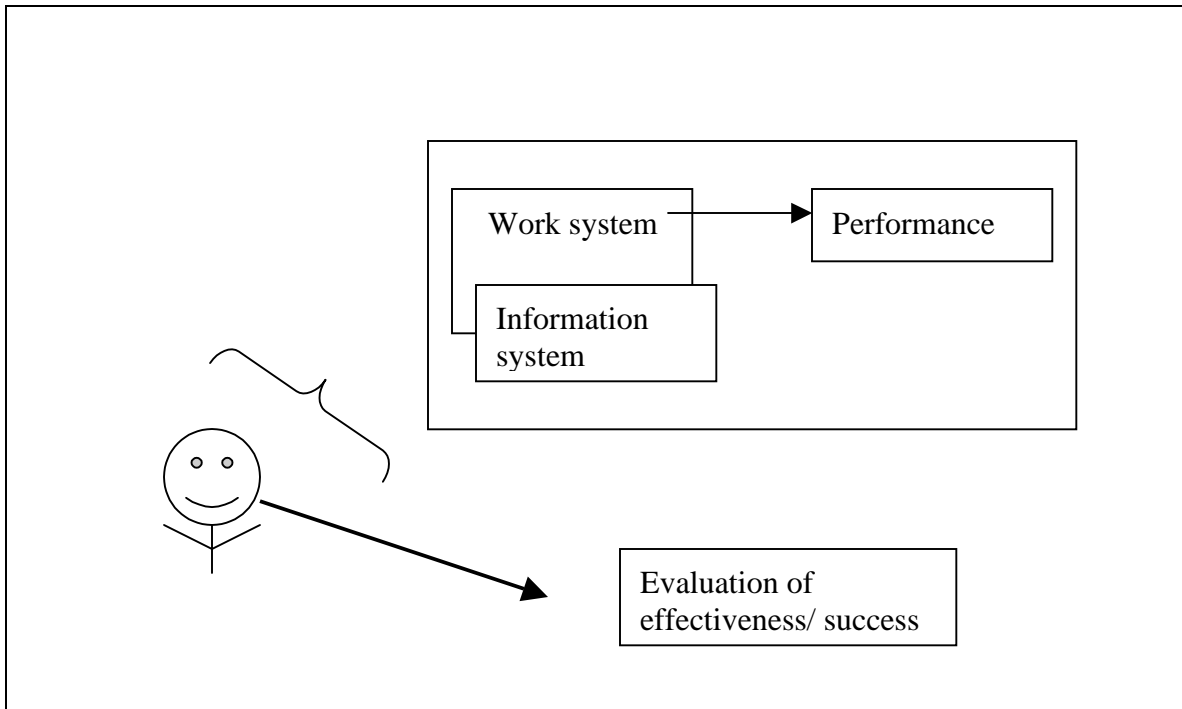 Work system
Performance
Information
system
Evaluation of
effectiveness/ success